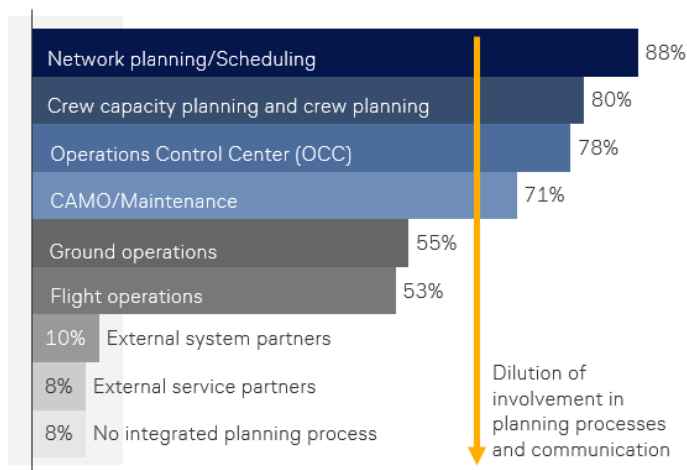 Network planning/Scheduling 88%
Crew capacity planning and crew planning 80%
Operations Control Center (OCC) 78%
CAMO/Maintenance 71%
Ground operations 55%
Flight operations 53%
10% External system partners
8% External service partners
8% No integrated planning process
Dilution of
involvement in
planning processes
and communication